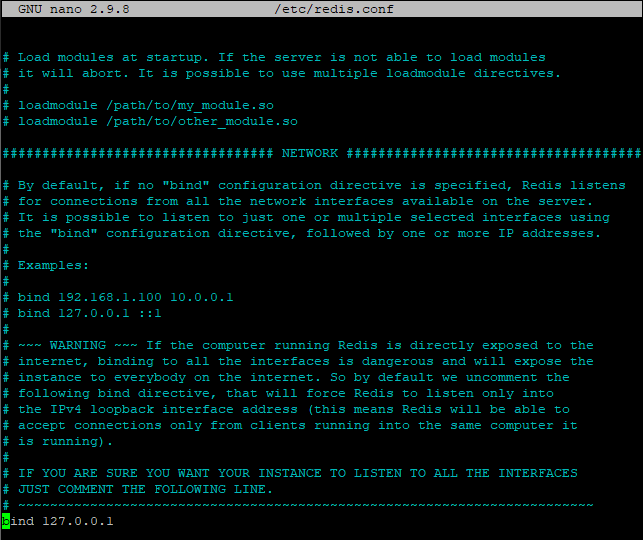 GNU nano 2.9.8 /etc/redis.conf
# Load modules at startup. If the server is not able to load modules
# it will abort. It is possible to use multiple loadmodule directives.
#
# loadmodule /path/to/my_module.so
# loadmodule /path/to/other_module.so
################################## NETWORK #####################################
# By default, if no "bind" configuration directive is specified, Redis listens
# for connections from all the network interfaces available on the server.
# It is possible to listen to just one or multiple selected interfaces using
# the "bind" configuration directive, followed by one or more IP addresses.
#
# Examples:
#
# bind 192.168.1.100 10.0.0.1
# bind 127.0.0.1 ::1
#
# ~~~ WARNING ~~~ If the computer running Redis is directly exposed to the
# internet, binding to all the interfaces is dangerous and will expose the
# instance to everybody on the internet. So by default we uncomment the
# following bind directive, that will force Redis to listen only into
# the IPv4 loopback interface address (this means Redis will be able to
# accept connections only from clients running into the same computer it
# is running).
#
# IF YOU ARE SURE YOU WANT YOUR INSTANCE TO LISTEN TO ALL THE INTERFACES
# JUST COMMENT THE FOLLOWING LINE.
# ~~~~~~~~~~~~~~~~~~~~~~~~~~~~~~~~~~~~~~~~~~~~~~~~~~~~~~~~~~~~~~~~~~~~~~~~
bind 127.0.0.1